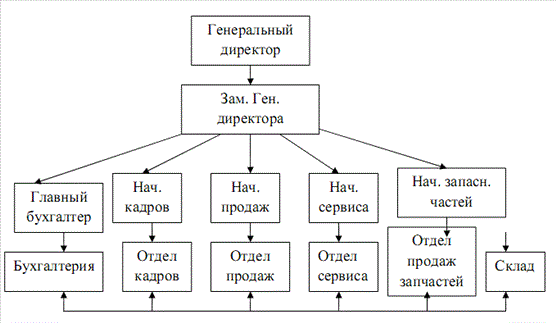 Генеральный
директор
Зам. Ген.
директора
Главный
бухгалтер
Нач.
кадров
Нач.
продаж
Нач.
сервиса
Нач. запасн.
частей
Бухгалтерия
Отдел
кадров
Отдел
продаж
Отдел
сервиса
Отдел
продаж
запчастей
Склад